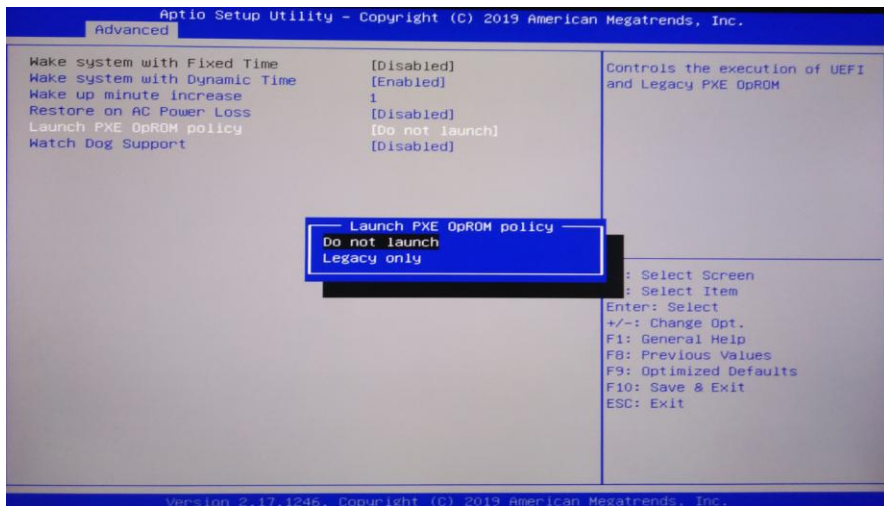 Aptio Setup Utility – Copyright (C) 2019 American Megatrends, Inc.
Advanced
Wake system with Fixed Time [Disabled]
Wake system with Dynamic Time [Enabled]
Wake up minute increase 1
Restore on AC Power Loss [Disabled]
Launch PXE OpROM policy [Do not launch]
Watch Dog Support [Disabled]
Controls the execution of UEFI
and Legacy PXE OpROM
Launch PXE OpROM policy
Do not launch
Legacy only
: Select Screen
: Select Item
Enter: Select
+/-: Change Opt.
F1: General Help
F8: Previous Values
F9: Optimized Defaults
F10: Save & Exit
ESC: Exit
Version 2.17.1246. Copyright (C) 2019 American Megatrends, Inc.